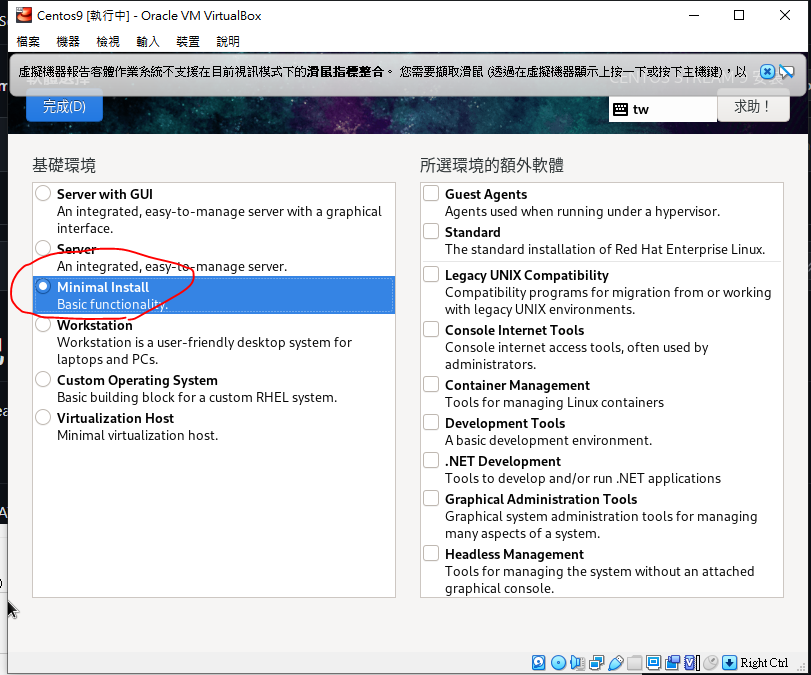 Centos9 [執行中] - Oracle VM VirtualBox
檔案 機器 檢視 輸入 裝置 說明
虛擬機器報告客體作業系統不支援在目前視訊模式下的滑鼠指標整合。 您需要擷取滑鼠 (透過在虛擬機器顯示上按一下或按下主機鍵)，以
完成(D)
tw
求助！
基礎環境
Server with GUI
An integrated, easy-to-manage server with a graphical
interface.
Server
An integrated, easy-to-manage server.
Minimal Install
Basic functionality.
Workstation
Workstation is a user-friendly desktop system for
laptops and PCs.
Custom Operating System
Basic building block for a custom RHEL system.
Virtualization Host
Minimal virtualization host.
所選環境的額外軟體
Guest Agents
Agents used when running under a hypervisor.
Standard
The standard installation of Red Hat Enterprise Linux.
Legacy UNIX Compatibility
Compatibility programs for migration from or working
with legacy UNIX environments.
Console Internet Tools
Console internet access tools, often used by
administrators.
Container Management
Tools for managing Linux containers
Development Tools
A basic development environment.
.NET Development
Tools to develop and/or run .NET applications
Graphical Administration Tools
Graphical system administration tools for managing
many aspects of a system.
Headless Management
Tools for managing the system without an attached
graphical console.
Right Ctrl